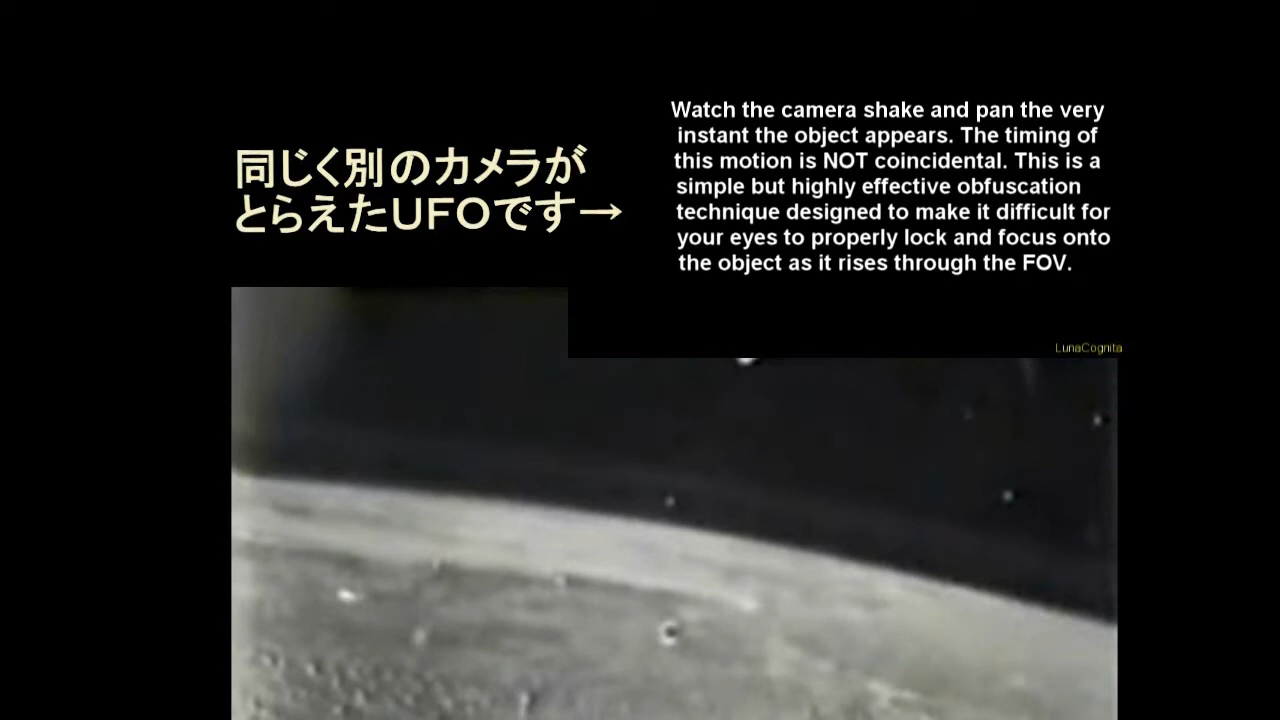 同じく別のカメラが
とらえたUFOです→
Watch the camera shake and pan the very
instant the object appears. The timing of
this motion is NOT coincidental. This is a
simple but highly effective obfuscation
technique designed to make it difficult for
your eyes to properly lock and focus onto
the object as it rises through the FOV.
LunaCognita